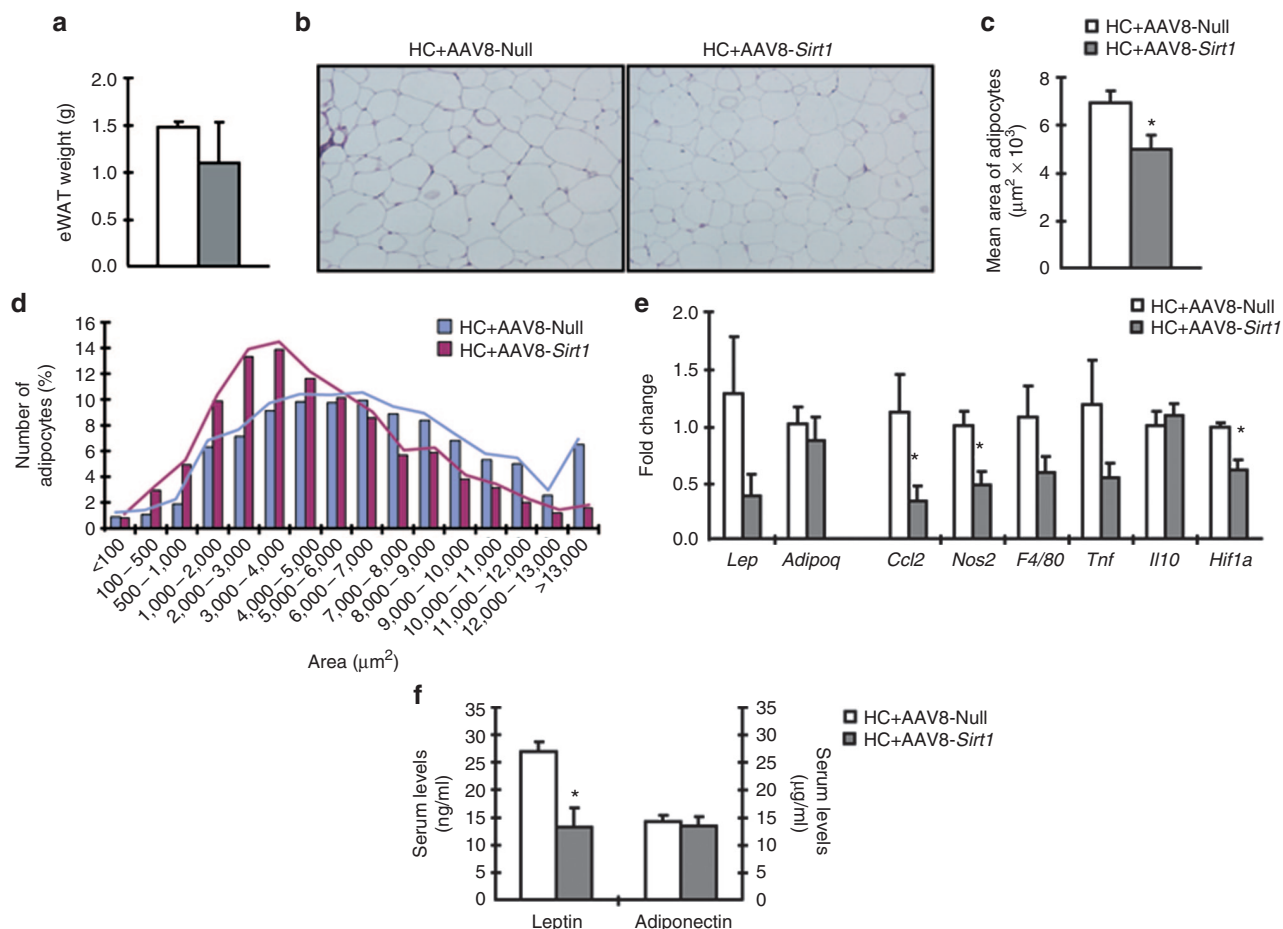 a
2.0
1.5
1.0
0.5
0.0
eWAT weight (g)
b
HC+AAV8-Null
HC+AAV8-Sirt1
c
HC+AAV8-Null
HC+AAV8-Sirt1
8
6
4
2
0
Mean area of adipocytes
(μm² × 10³)
*
d
16
14
12
10
8
6
4
2
0
Number of
adipocytes (%)
HC+AAV8-Null
HC+AAV8-Sirt1
<100
100–500
500–1,000
1,000–2,000
2,000–3,000
3,000–4,000
4,000–5,000
5,000–6,000
6,000–7,000
7,000–8,000
8,000–9,000
9,000–10,000
10,000–11,000
11,000–12,000
12,000–13,000
>13,000
Area (μm²)
e
2.0
1.5
1.0
0.5
0.0
Fold change
HC+AAV8-Null
HC+AAV8-Sirt1
* * *
Lep Adipoq Ccl2 Nos2 F4/80 Tnf Il10 Hif1a
f
35
30
25
20
15
10
5
0
Serum levels
(ng/ml)
*
Leptin Adiponectin
35
30
25
20
15
10
5
0
Serum levels
(μg/ml)
HC+AAV8-Null
HC+AAV8-Sirt1